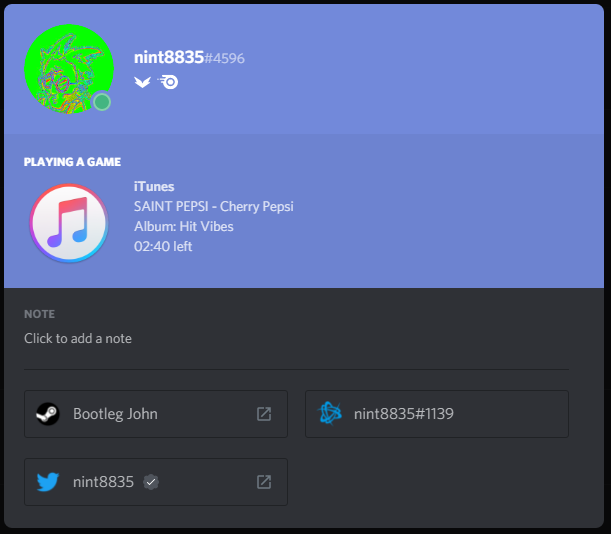 nint8835#4596
PLAYING A GAME
iTunes
SAINT PEPSI - Cherry Pepsi
Album: Hit Vibes
02:40 left
NOTE
Click to add a note
Bootleg John
nint8835#1139
nint8835